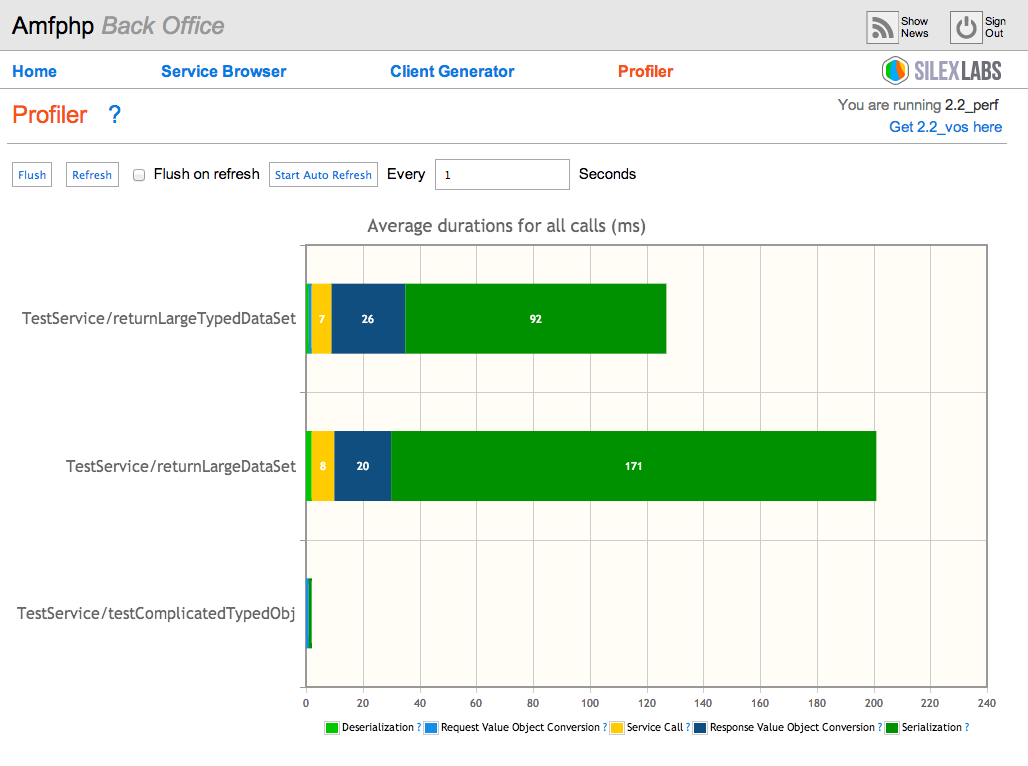 Amfphp Back Office
Show News
Sign Out
Home Service Browser Client Generator Profiler
SILEXLABS
Profiler ?
You are running 2.2_perf
Get 2.2_vos here
Flush Refresh Flush on refresh Start Auto Refresh Every 1 Seconds
Average durations for all calls (ms)
TestService/returnLargeTypedDataSet 7 26 92
TestService/returnLargeDataSet 8 20 171
TestService/testComplicatedTypedObj
0 20 40 60 80 100 120 140 160 180 200 220 240
Deserialization ? Request Value Object Conversion ? Service Call ? Response Value Object Conversion ? Serialization ?